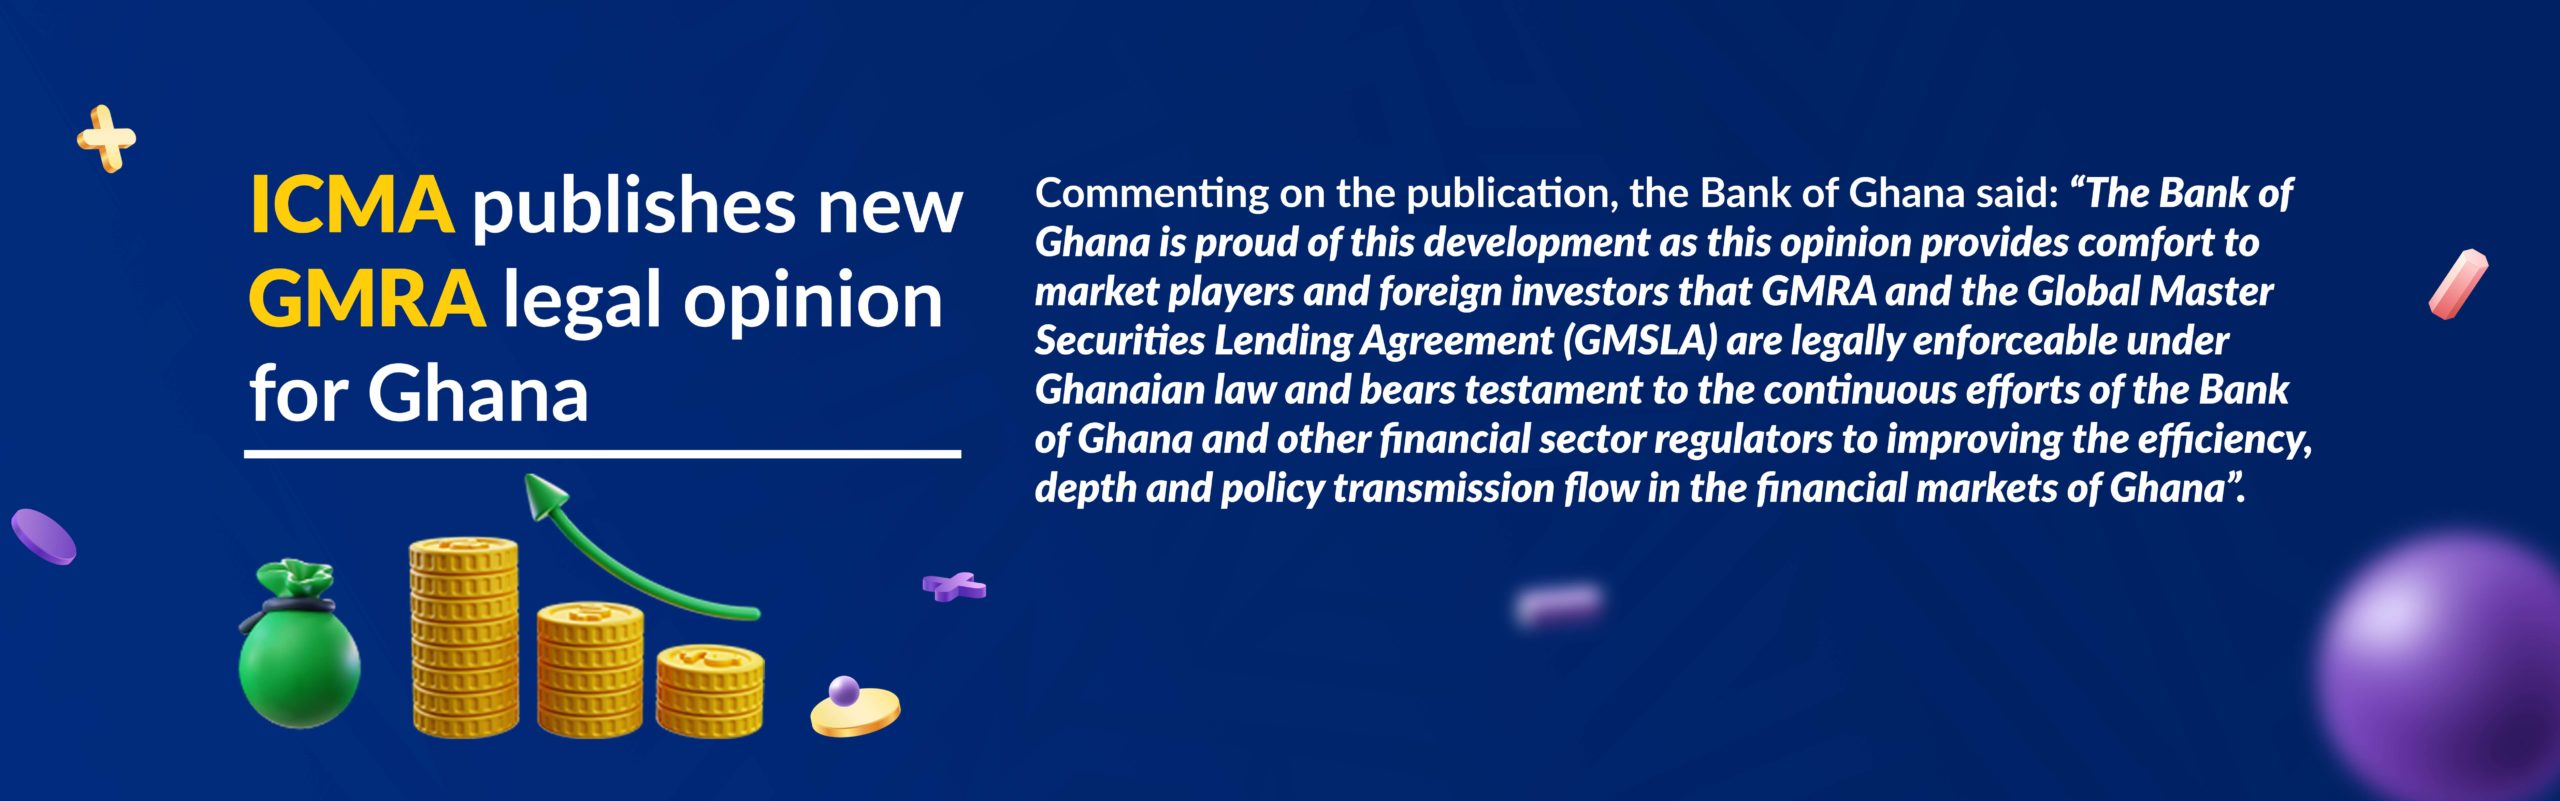 ICMA publishes new
GMRA legal opinion
for Ghana
Commenting on the publication, the Bank of Ghana said: “The Bank of
Ghana is proud of this development as this opinion provides comfort to
market players and foreign investors that GMRA and the Global Master
Securities Lending Agreement (GMSLA) are legally enforceable under
Ghanaian law and bears testament to the continuous efforts of the Bank
of Ghana and other financial sector regulators to improving the efficiency,
depth and policy transmission flow in the financial markets of Ghana”.